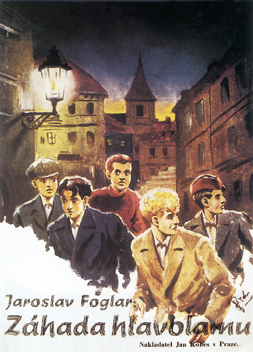 Jaroslav Foglar
Záhada hlavolamu
Nakladatel Jan Kobes v Praze.